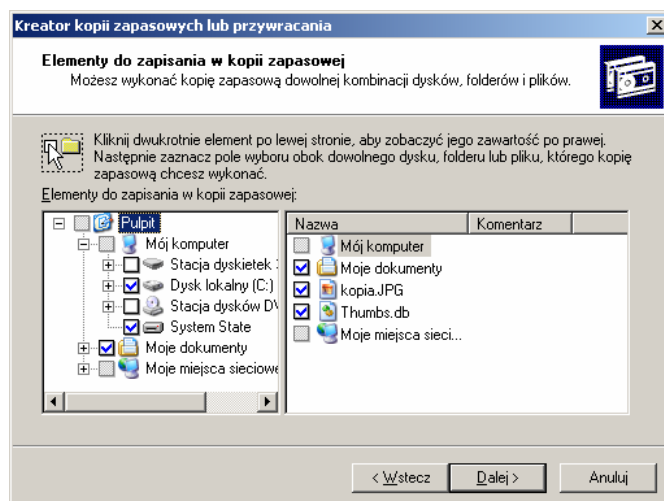 Kreator kopii zapasowych lub przywracania
Elementy do zapisania w kopii zapasowej
Możesz wykonać kopię zapasową dowolnej kombinacji dysków, folderów i plików.
Kliknij dwukrotnie element po lewej stronie, aby zobaczyć jego zawartość po prawej.
Następnie zaznacz pole wyboru obok dowolnego dysku, folderu lub pliku, którego kopię
zapasową chcesz wykonać.
Elementy do zapisania w kopii zapasowej:
Pulpit
Mój komputer
Stacja dyskietek
Dysk lokalny (C:)
Stacja dysków
System State
Moje dokumenty
Moje miejsca sieciowe
Nazwa Komentarz
Mój komputer
Moje dokumenty
kopia.JPG
Thumbs.db
Moje miejsca sieci...
< Wstecz
Dalej >
Anuluj